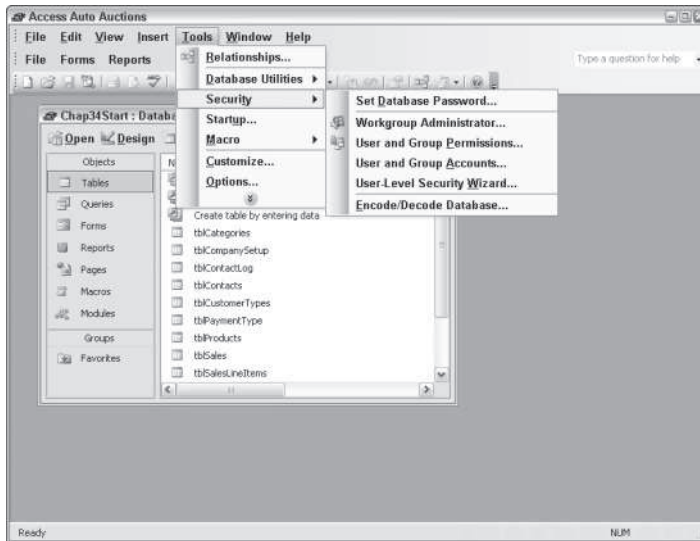 Access Auto Auctions
File Edit View Insert Tools Window Help
File Forms Reports
Type a question for help
Relationships...
Database Utilities
Security
Startup...
Macro
Customize...
Options...
Set Database Password...
Workgroup Administrator...
User and Group Permissions...
User and Group Accounts...
User-Level Security Wizard...
Encode/Decode Database...
Chap34Start : Databa
Open Design
Objects
Tables
Queries
Forms
Reports
Pages
Macros
Modules
Groups
Favorites
N
Create table by entering data
tblCategories
tblCompanySetup
tblContactLog
tblContacts
tblCustomerTypes
tblPaymentType
tblProducts
tblSales
tblSalesLineItems
Ready
NUM